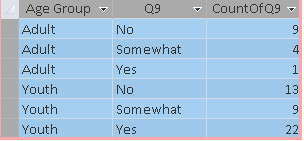 Age Group Q9 CountOfQ9
Adult No 9
Adult Somewhat 4
Adult Yes 1
Youth No 13
Youth Somewhat 9
Youth Yes 22